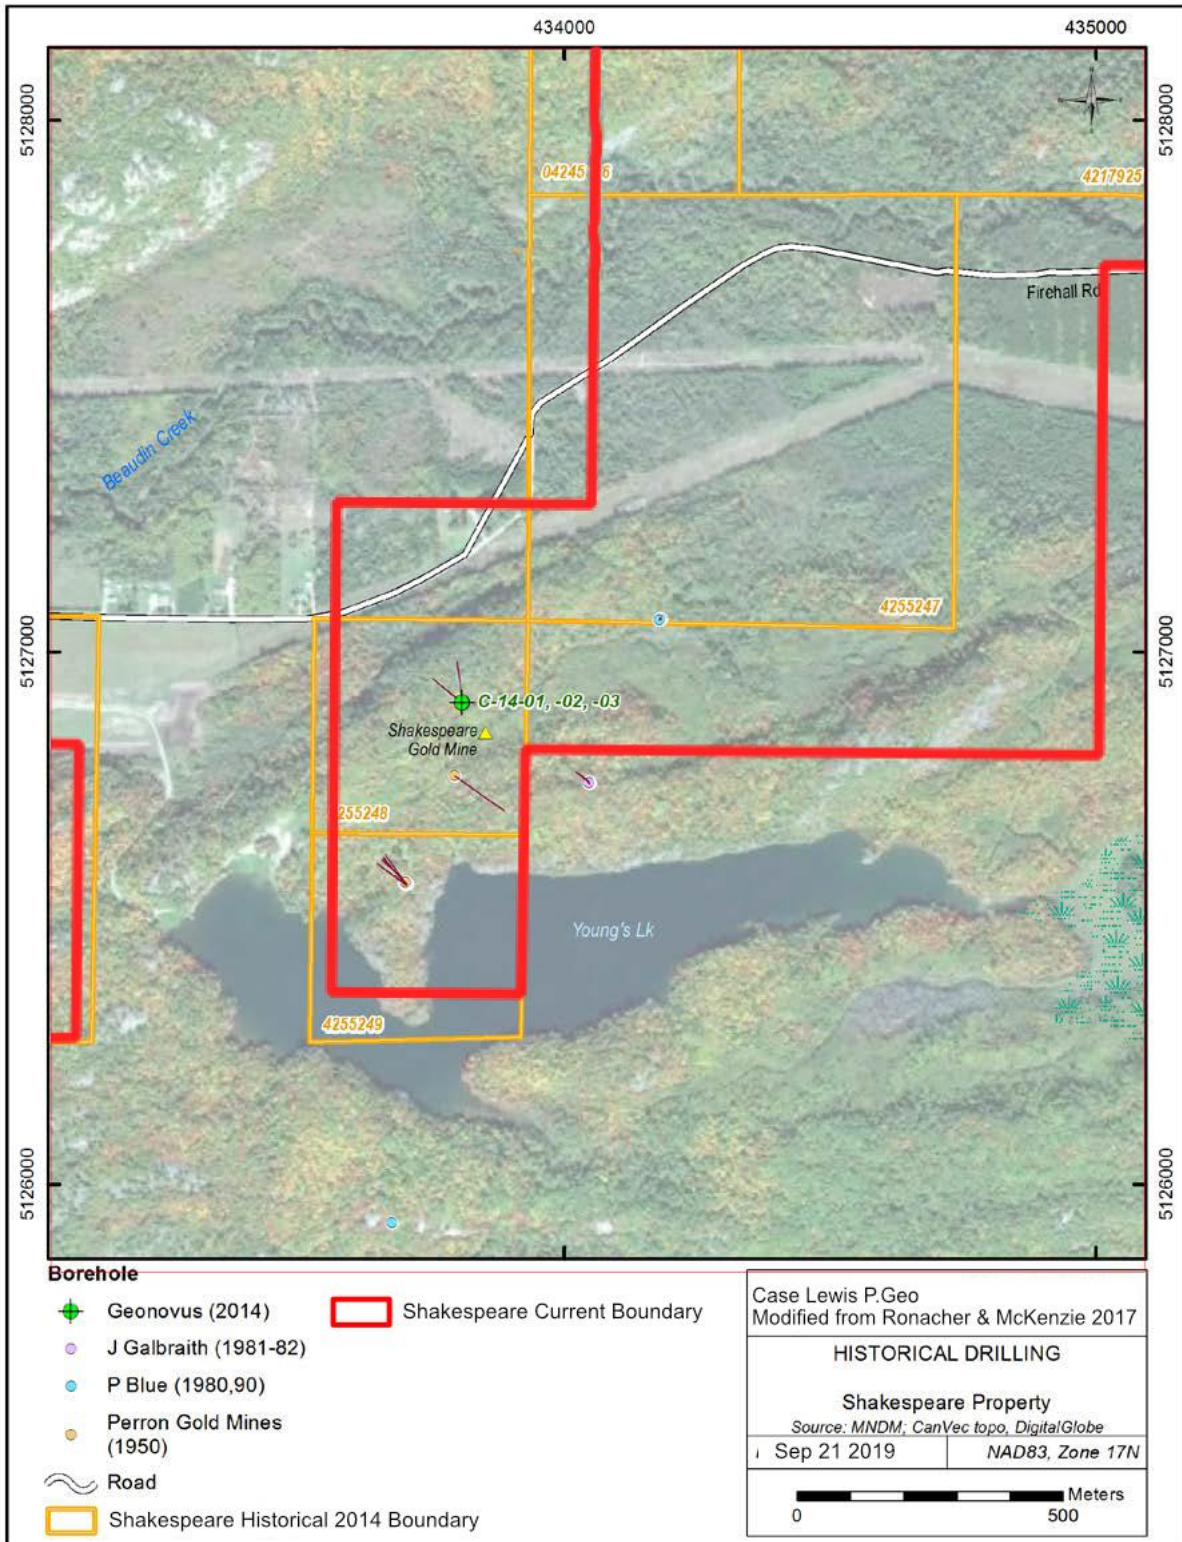 434000
435000
5128000
5128000
4217925
Firehall Rd
Beaudin Creek
4255247
5127000
5127000
C-14-01, -02, -03
Shakespeare
Gold Mine
255248
Young's Lk
4255249
5126000
5126000
Borehole
Geonovus (2014)
J Galbraith (1981-82)
P Blue (1980,90)
Perron Gold Mines
(1950)
Road
Shakespeare Historical 2014 Boundary
Shakespeare Current Boundary
Case Lewis P.Geo
Modified from Ronacher & McKenzie 2017
HISTORICAL DRILLING
Shakespeare Property
Source: MNDM; CanVec topo, DigitalGlobe
Sep 21 2019
NAD83, Zone 17N
Meters
0
500